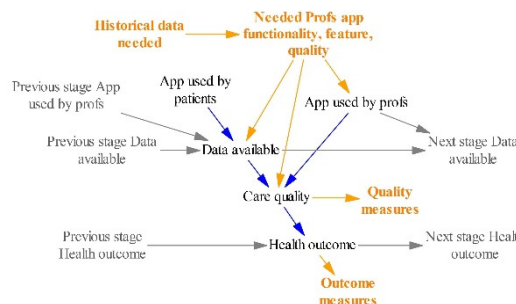 Historical data
needed
Needed Profs app
functionality, feature,
quality
Previous stage App
used by profs
App used by
patients
App used by profs
Previous stage Data
available
Data available
Next stage Data
available
Care quality
Quality
measures
Previous stage
Health outcome
Health outcome
Next stage Health
outcome
Outcome
measures